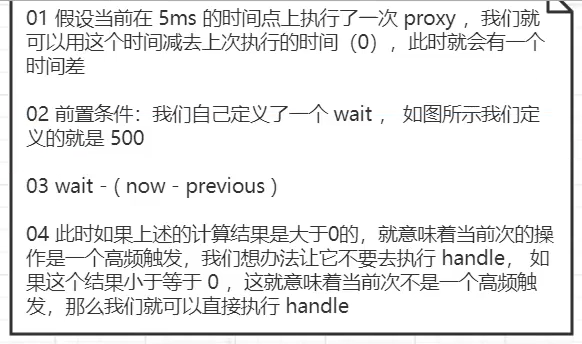 01 假设当前在 5ms 的时间点上执行了一次 proxy ，我们就
可以用这个时间减去上次执行的时间（0），此时就会有一个
时间差
02 前置条件：我们自己定义了一个 wait ， 如图所示我们定
义的就是 500
03 wait - ( now - previous )
04 此时如果上述的计算结果是大于0的，就意味着当前次的操
作是一个高频触发，我们想办法让它不要去执行 handle， 如
果这个结果小于等于 0 ，这就意味着当前次不是一个高频触
发，那么我们就可以直接执行 handle